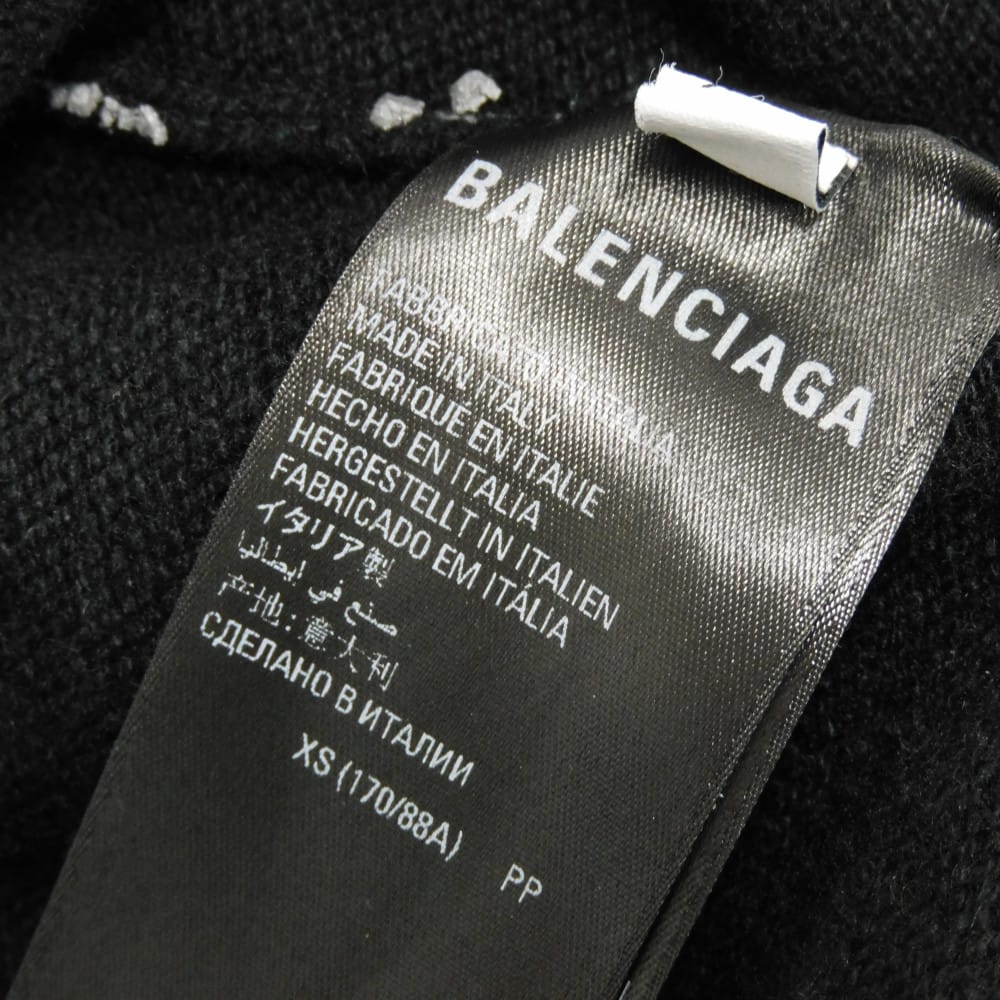 BALENCIAGA
FABBRICATO IN ITALIA
MADE IN ITALY
FABRIQUE EN ITALIE
HECHO EN ITALIA
HERGESTELLT IN ITALIEN
FABRICADO EM ITÁLIA
イタリア製
صنع في إيطاليا
产地：意大利
СДЕЛАНО В ИТАЛИИ
XS (170/88A)
PP